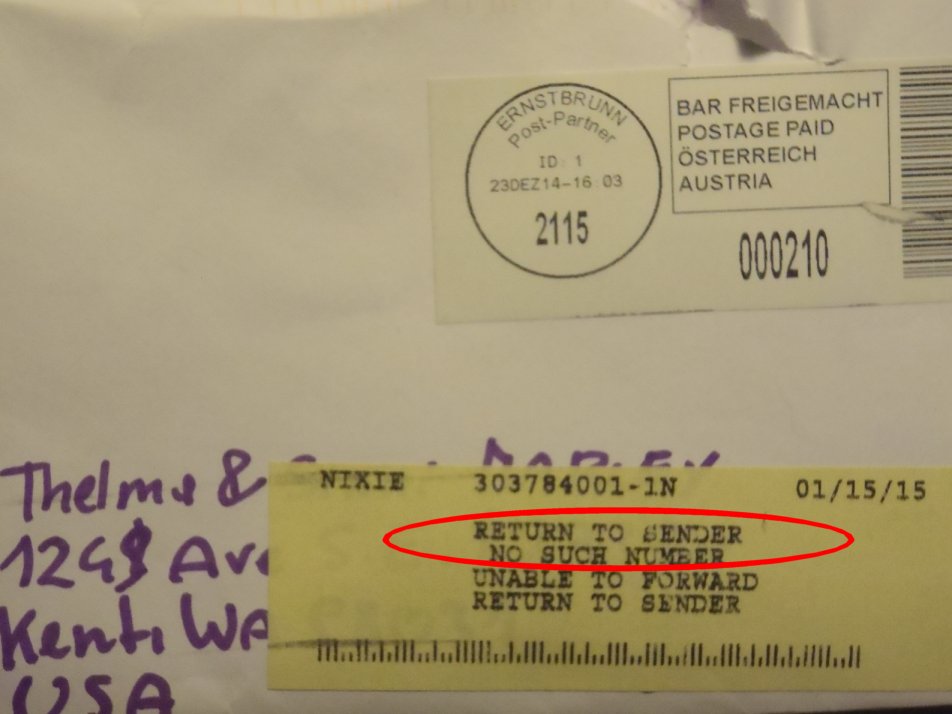 ERNSTBRUNN
Post-Partner
ID: 1
23DEZ14-16:03
2115
BAR FREIGEMACHT
POSTAGE PAID
ÖSTERREICH
AUSTRIA
000210
Thelma &
NIXIE 303784001-1N 01/15/15
RETURN TO SENDER
NO SUCH NUMBER
UNABLE TO FORWARD
RETURN TO SENDER
Kent, WA
USA